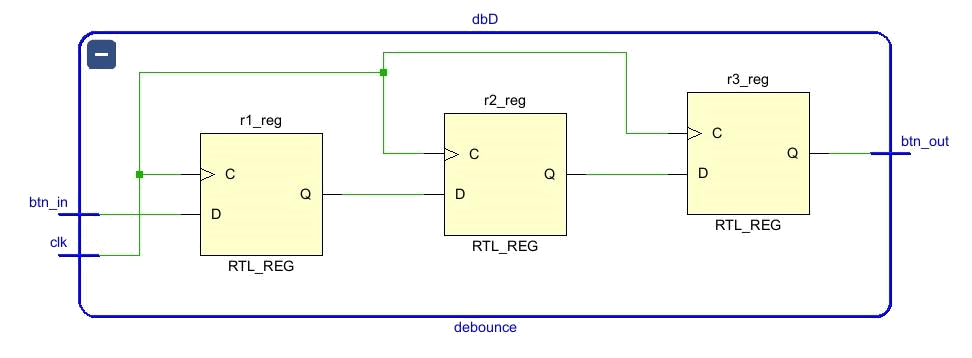 dbD
r3_reg
r2_reg
r1_reg
C
Q
D
RTL_REG
C
Q
D
RTL_REG
C
Q
D
RTL_REG
btn_in
clk
btn_out
debounce